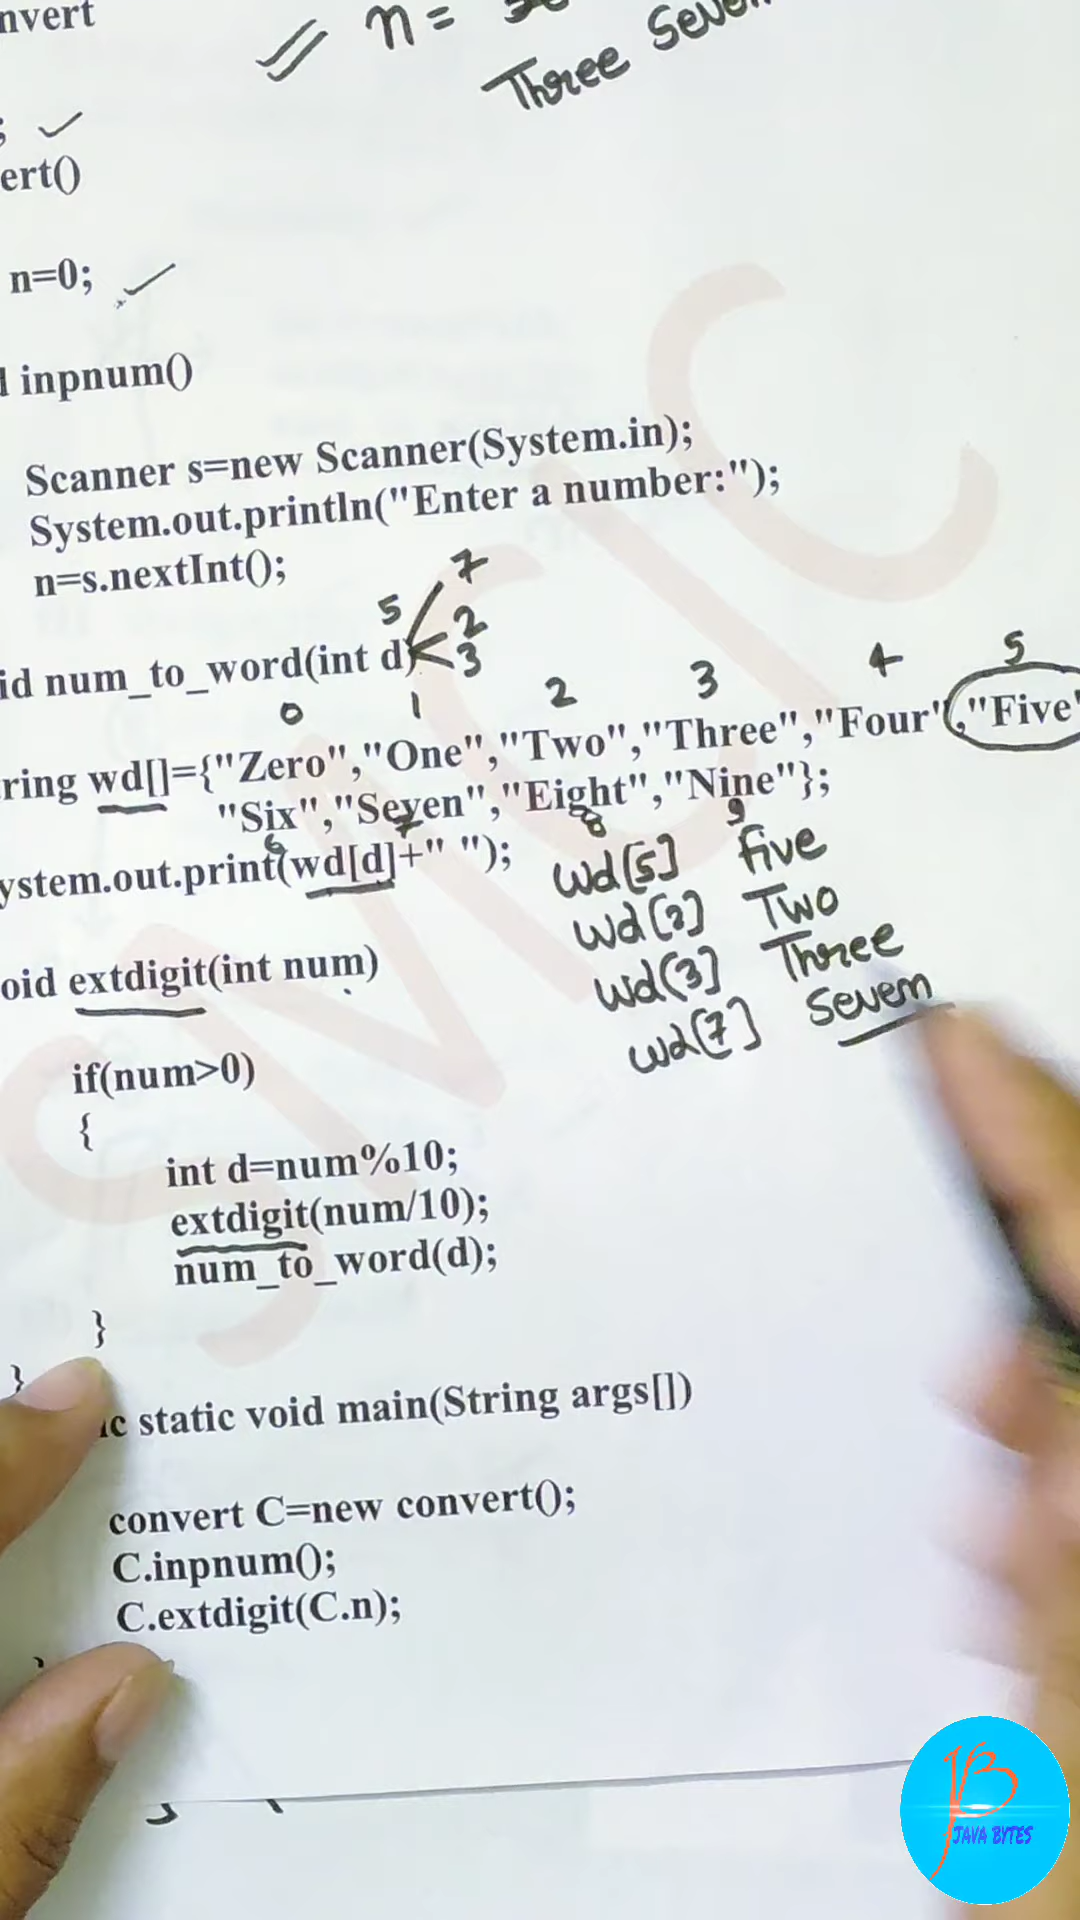 nvert
n =
Three Seven
;
ert()
n=0;
inpnum()
Scanner s=new Scanner(System.in);
System.out.println("Enter a number:");
n=s.nextInt();
7
5 2
3
id num_to_word(int d)
0 1 2 3 4 5
ring wd[]={"Zero","One","Two","Three","Four","Five"
"Six","Seven","Eight","Nine"};
6 7 8 9
ystem.out.print(wd[d]+" ");
wd[5] five
wd[2] Two
wd[3] Three
wd[7] Seven
oid extdigit(int num)
if(num>0)
{
int d=num%10;
extdigit(num/10);
num_to_word(d);
}
}
ic static void main(String args[])
convert C=new convert();
C.inpnum();
C.extdigit(C.n);
JB
JAVA BYTES